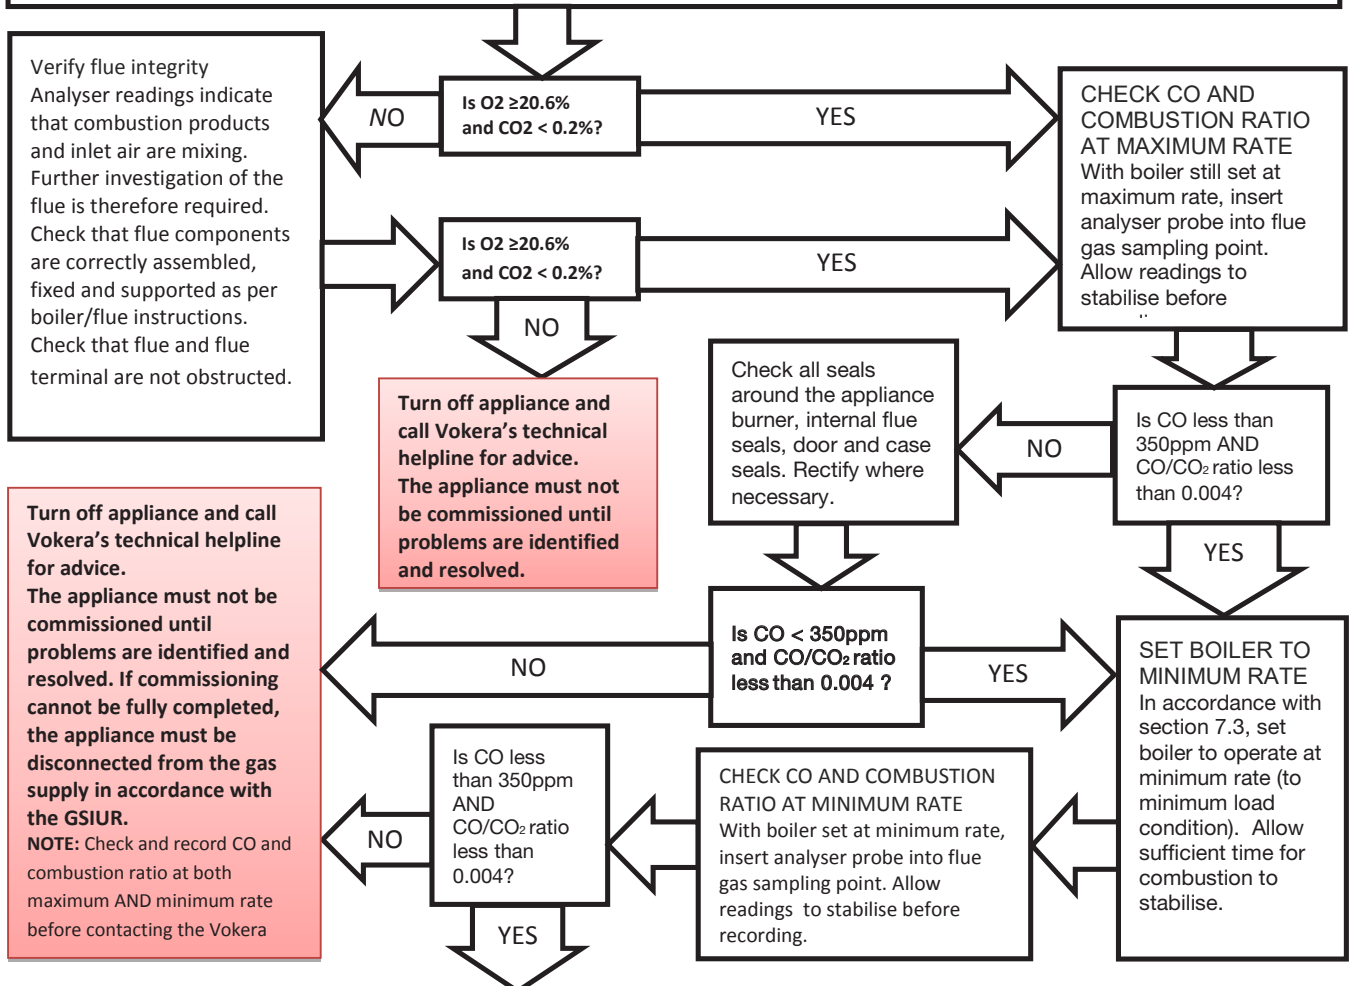 Verify flue integrity
Analyser readings indicate
that combustion products
and inlet air are mixing.
Further investigation of the
flue is therefore required.
Check that flue components
are correctly assembled,
fixed and supported as per
boiler/flue instructions.
Check that flue and flue
terminal are not obstructed.
NO
Is O2 ≥20.6%
and CO2 < 0.2%?
YES
CHECK CO AND
COMBUSTION RATIO
AT MAXIMUM RATE
With boiler still set at
maximum rate, insert
analyser probe into flue
gas sampling point.
Allow readings to
stabilise before
Is O2 ≥20.6%
and CO2 < 0.2%?
YES
NO
Turn off appliance and
call Vokera’s technical
helpline for advice.
The appliance must not
be commissioned until
problems are identified
and resolved.
Check all seals
around the appliance
burner, internal flue
seals, door and case
seals. Rectify where
necessary.
NO
Is CO less than
350ppm AND
CO/CO₂ ratio less
than 0.004?
YES
Turn off appliance and call
Vokera’s technical helpline
for advice.
The appliance must not be
commissioned until
problems are identified and
resolved. If commissioning
cannot be fully completed,
the appliance must be
disconnected from the gas
supply in accordance with
the GSIUR.
NOTE: Check and record CO and
combustion ratio at both
maximum AND minimum rate
before contacting the Vokera
NO
Is CO < 350ppm
and CO/CO₂ ratio
less than 0.004 ?
YES
SET BOILER TO
MINIMUM RATE
In accordance with
section 7.3, set
boiler to operate at
minimum rate (to
minimum load
condition). Allow
sufficient time for
combustion to
stabilise.
NO
Is CO less
than 350ppm
AND
CO/CO₂ ratio
less than
0.004?
CHECK CO AND COMBUSTION
RATIO AT MINIMUM RATE
With boiler set at minimum rate,
insert analyser probe into flue
gas sampling point. Allow
readings to stabilise before
recording.
YES